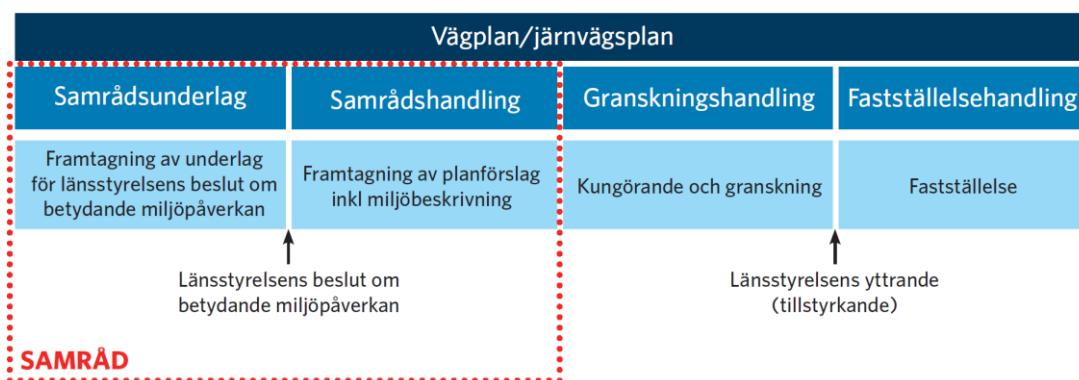 Vägplan/järnvägsplan
Samrådsunderlag
Samrådshandling
Granskningshandling
Fastställelsehandling
Framtagning av underlag
för länsstyrelsens beslut om
betydande miljöpåverkan
Framtagning av planförslag
inkl miljöbeskrivning
Kungörande och granskning
Fastställelse
Länsstyrelsens beslut om
betydande miljöpåverkan
Länsstyrelsens yttrande
(tillstyrkande)
SAMRÅD